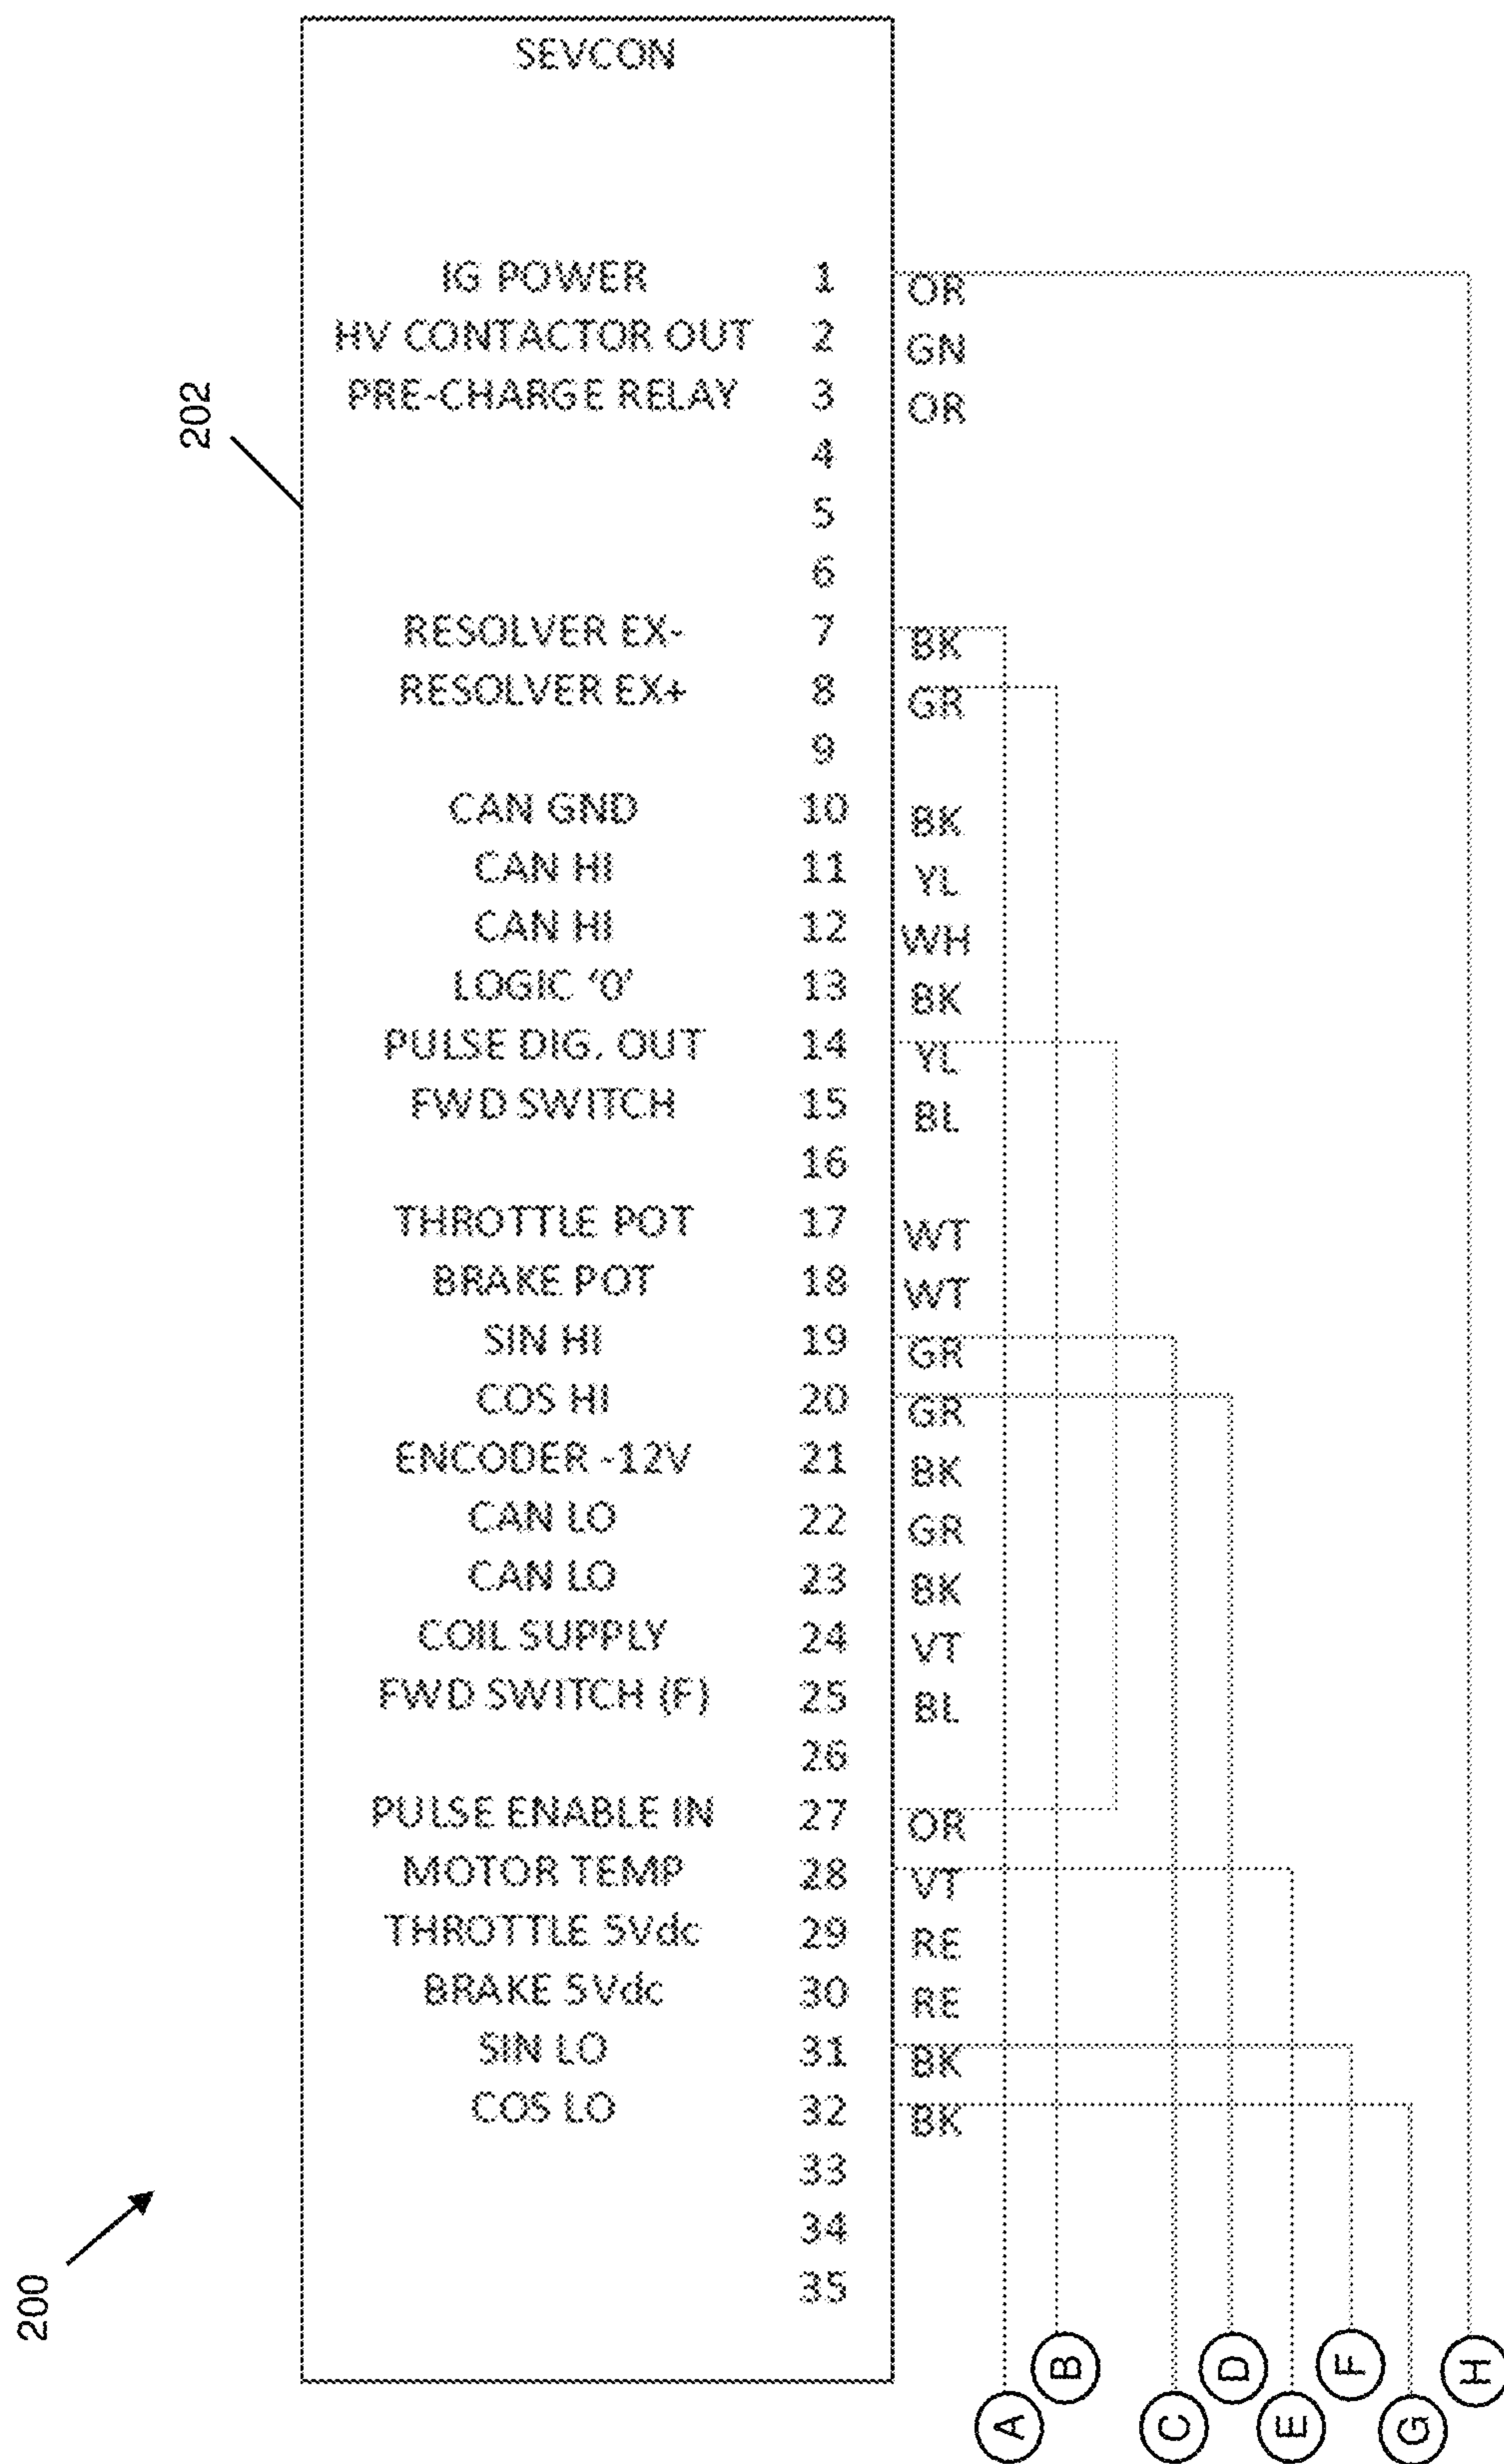 SEVCON
202
IG POWER 1 OR
HV CONTACTOR OUT 2 GN
PRE-CHARGE RELAY 3 OR
4
5
6
RESOLVER EX- 7 BK
RESOLVER EX+ 8 GR
9
CAN GND 10 BK
CAN HI 11 YL
CAN HI 12 WH
LOGIC '0' 13 BK
PULSE DIG. OUT 14 YL
FWD SWITCH 15 BL
16
THROTTLE POT 17 WT
BRAKE POT 18 WT
SIN HI 19 GR
COS HI 20 GR
ENCODER -12V 21 BK
CAN LO 22 GR
CAN LO 23 BK
COIL SUPPLY 24 VT
FWD SWITCH (F) 25 BL
26
PULSE ENABLE IN 27 OR
MOTOR TEMP 28 VT
THROTTLE 5Vdc 29 RE
BRAKE 5Vdc 30 RE
SIN LO 31 BK
COS LO 32 BK
33
34
35
200
A
B
C
D
E
F
G
H